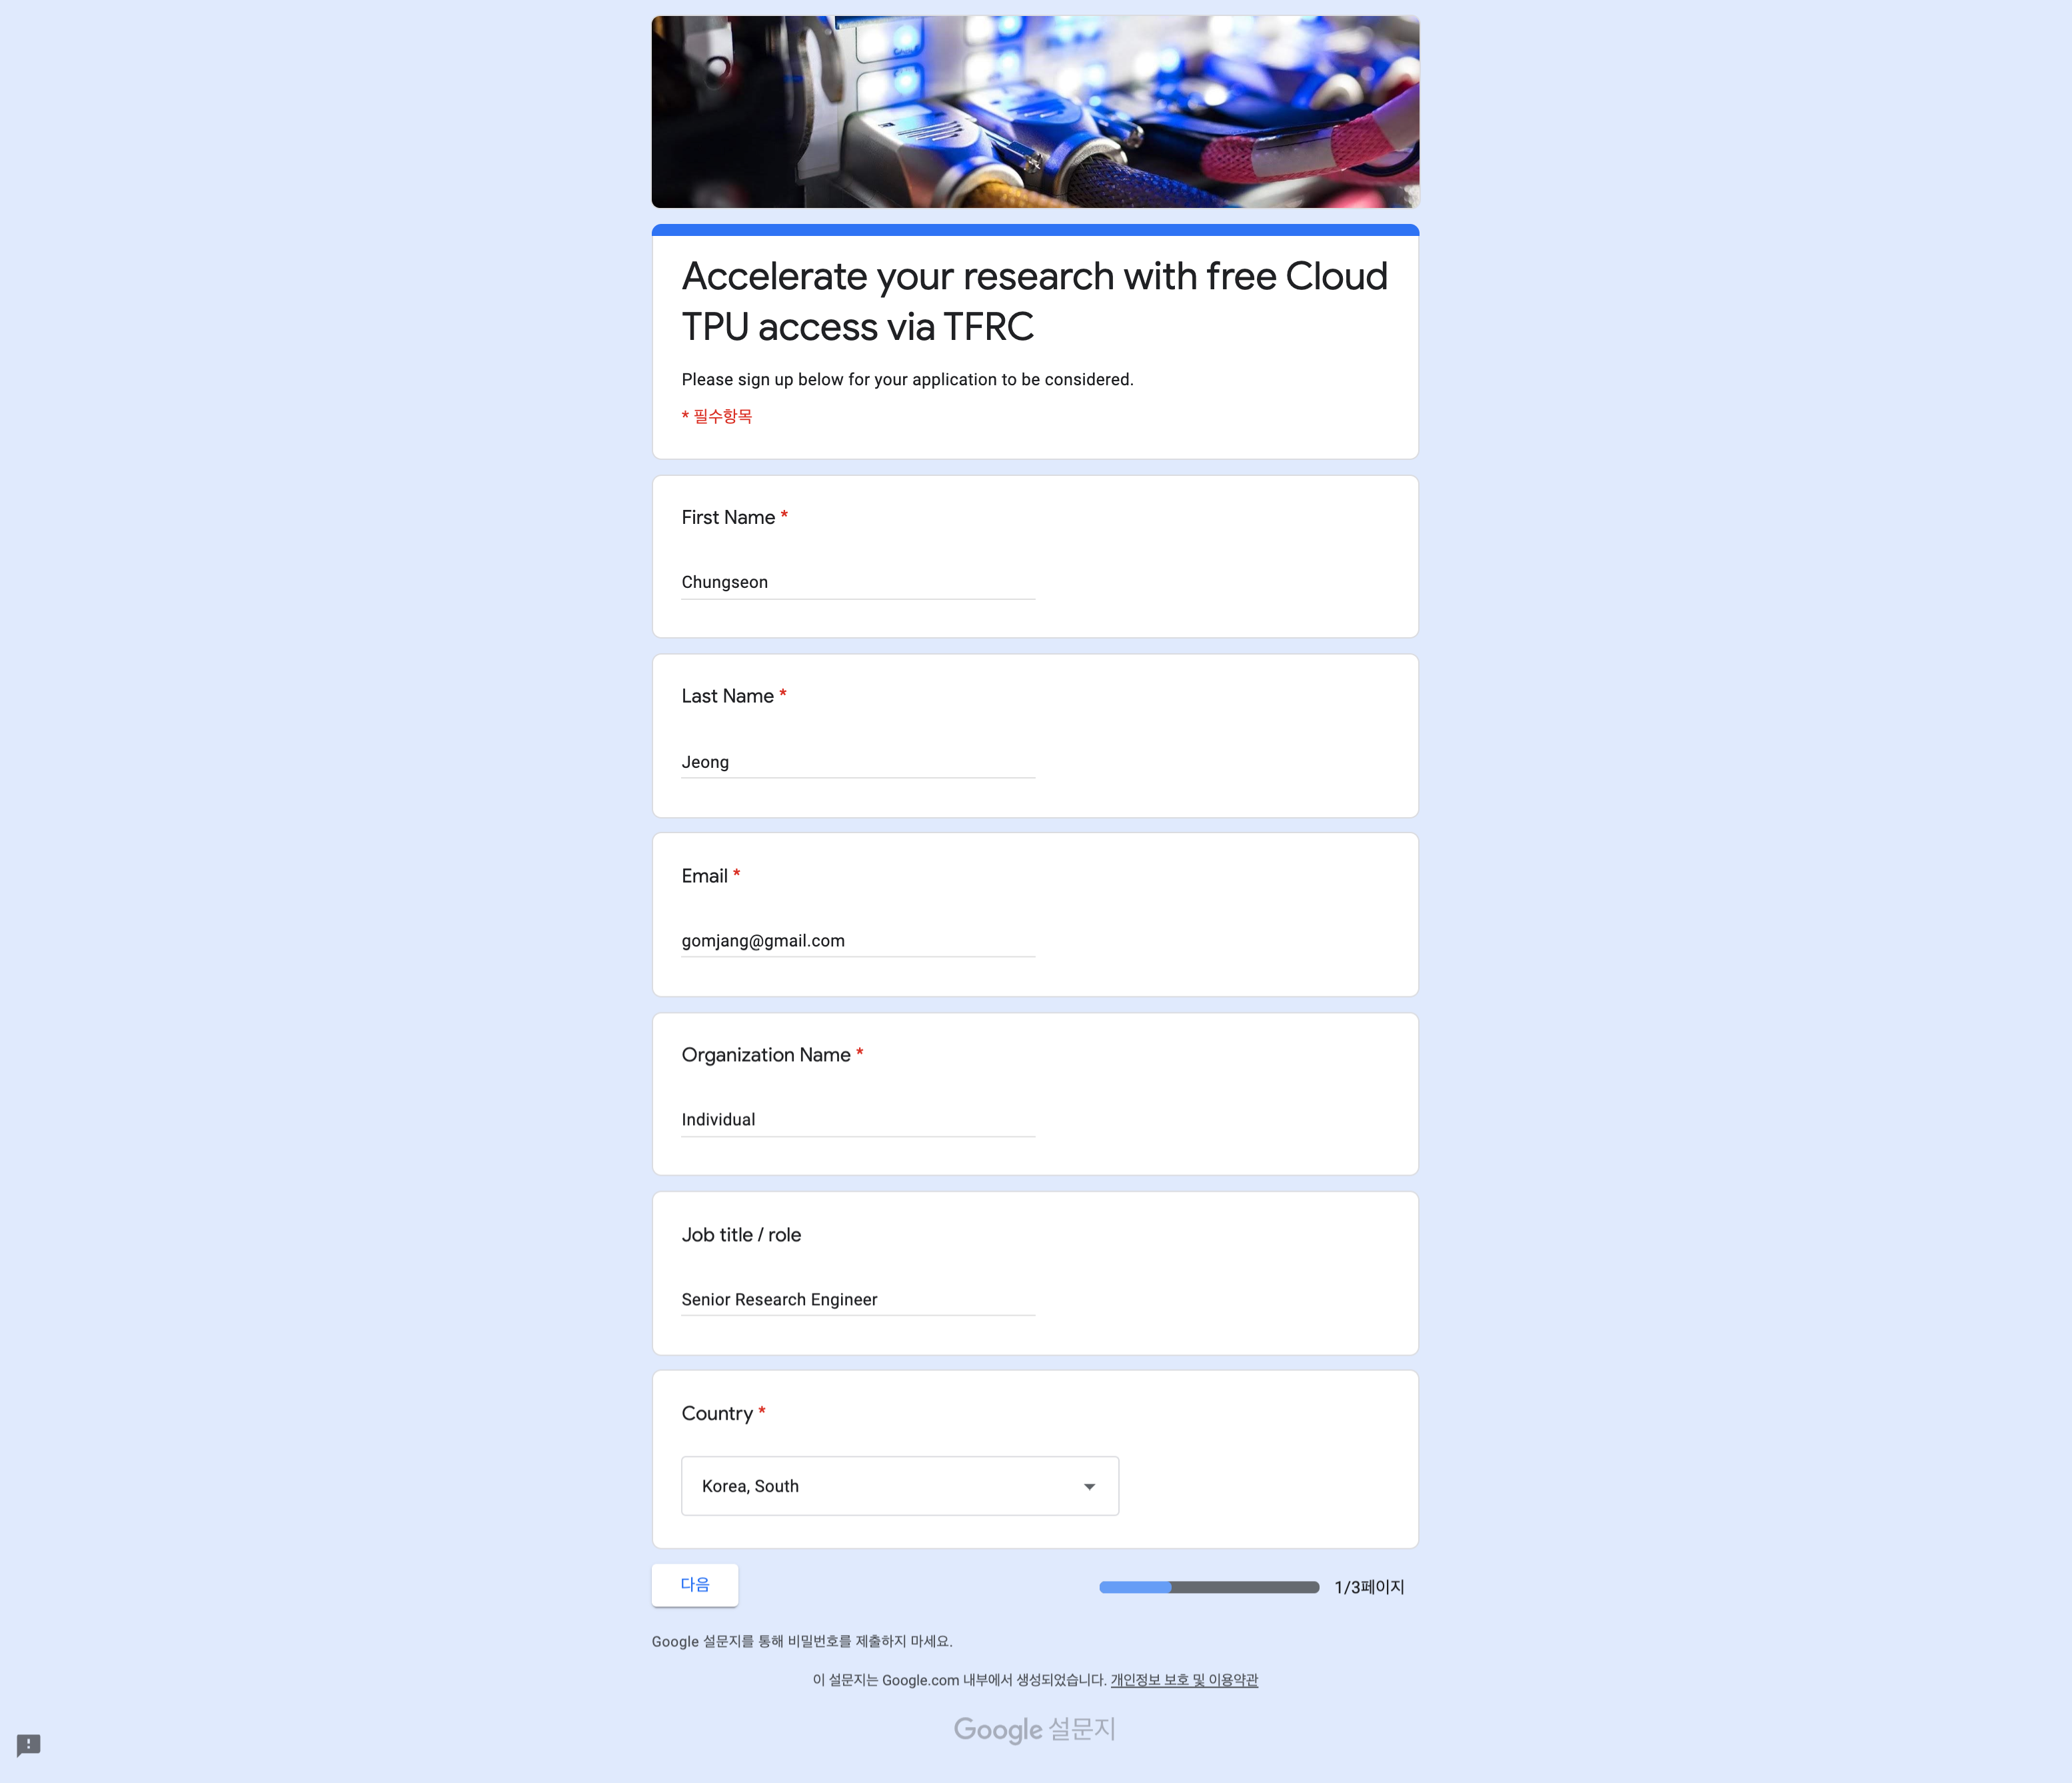 Accelerate your research with free Cloud
TPU access via TFRC
Please sign up below for your application to be considered.
* 필수항목
First Name *
Chungseon
Last Name *
Jeong
Email *
gomjang@gmail.com
Organization Name *
Individual
Job title / role
Senior Research Engineer
Country *
Korea, South
다음
1/3페이지
Google 설문지를 통해 비밀번호를 제출하지 마세요.
이 설문지는 Google.com 내부에서 생성되었습니다. 개인정보 보호 및 이용약관
Google 설문지